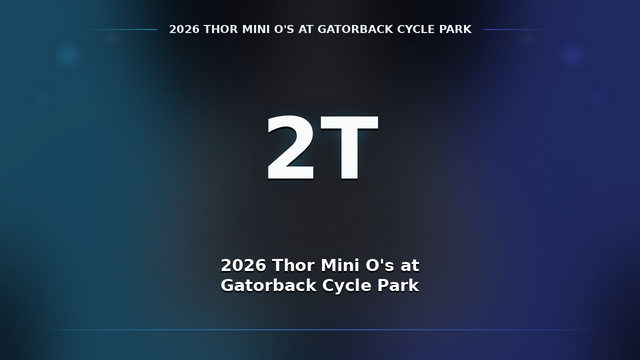 2026 THOR MINI O'S AT GATORBACK CYCLE PARK
2T
2026 Thor Mini O's at
Gatorback Cycle Park